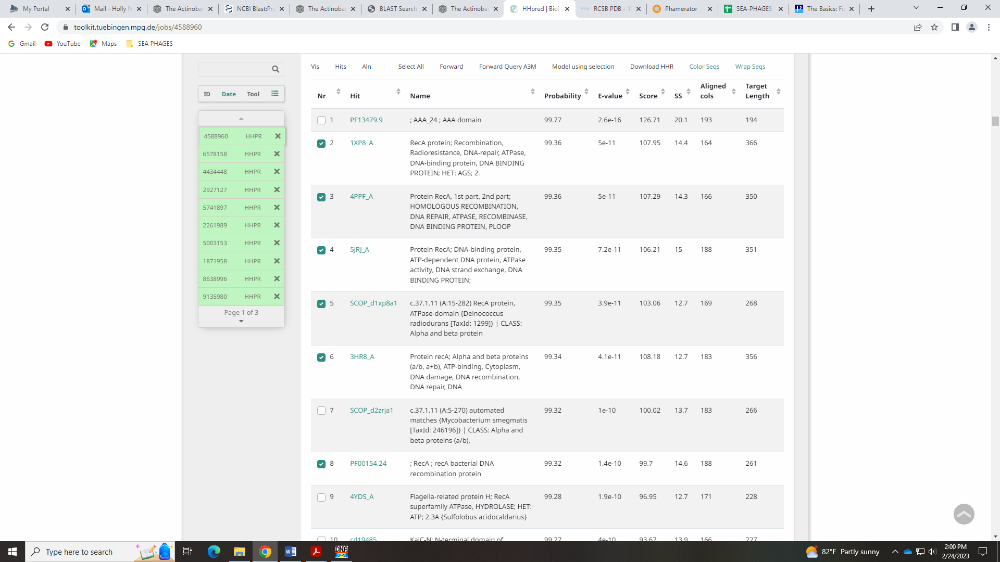 My Portal
Mail - Holly N
The Actinoba
NCBI Blast:Pro
The Actinoba
BLAST Search
The Actinoba
HHpred | Bioi
RCSB PDB - 1
Phamerator
SEA-PHAGES
The Basics: Fu
toolkit.tuebingen.mpg.de/jobs/4588960
Gmail YouTube Maps SEA PHAGES
ID Date Tool
4588960 HHPR
6578158 HHPR
4434448 HHPR
2927127 HHPR
5741897 HHPR
2261989 HHPR
5003153 HHPR
1871958 HHPR
8638996 HHPR
9135980 HHPR
Page 1 of 3
Vis Hits Aln Select All Forward Forward Query A3M Model using selection Download HHR Color Seqs Wrap Seqs
Nr Hit Name Probability E-value Score SS Aligned cols Target Length
1 PF13479.9 ; AAA_24 ; AAA domain 99.77 2.6e-16 126.71 20.1 193 194
2 1XP8_A RecA protein; Recombination, 99.36 5e-11 107.95 14.4 164 366
Radioresistance, DNA-repair, ATPase,
DNA-binding protein, DNA BINDING
PROTEIN; HET: AGS; 2.
3 4PPF_A Protein RecA, 1st part, 2nd part; 99.36 5e-11 107.29 14.3 166 350
HOMOLOGOUS RECOMBINATION,
DNA REPAIR, ATPASE, RECOMBINASE,
DNA BINDING PROTEIN, PLOOP
4 5JRJ_A Protein RecA; DNA-binding protein, 99.35 7.2e-11 106.21 15 188 351
ATP-dependent DNA protein, ATPase
activity, DNA strand exchange, DNA
BINDING PROTEIN;
5 SCOP_d1xp8a1 c.37.1.11 (A:15-282) RecA protein, 99.35 3.9e-11 103.06 12.7 169 268
ATPase-domain {Deinococcus
radiodurans [TaxId: 1299]} | CLASS:
Alpha and beta protein
6 3HR8_A Protein recA; Alpha and beta proteins 99.34 4.1e-11 108.18 12.7 183 356
(a/b, a+b), ATP-binding, Cytoplasm,
DNA damage, DNA recombination,
DNA repair, DNA
7 SCOP_d2zrja1 c.37.1.11 (A:5-270) automated 99.32 1e-10 100.02 13.7 183 266
matches {Mycobacterium smegmatis
[TaxId: 246196]} | CLASS: Alpha and
beta proteins (a/b),
8 PF00154.24 ; RecA ; recA bacterial DNA 99.32 1.4e-10 99.7 14.6 188 261
recombination protein
9 4YDS_A Flagella-related protein H; RecA 99.28 1.9e-10 96.95 12.7 171 228
superfamily ATPase, HYDROLASE; HET:
ATP; 2.3A {Sulfolobus acidocaldarius}
10 cd19485 KaiC-N: N-terminal domain of 99.27 4e-10 93.67 13.9 166 227
Type here to search
DNA
82°F Partly sunny
2:00 PM
2/24/2023